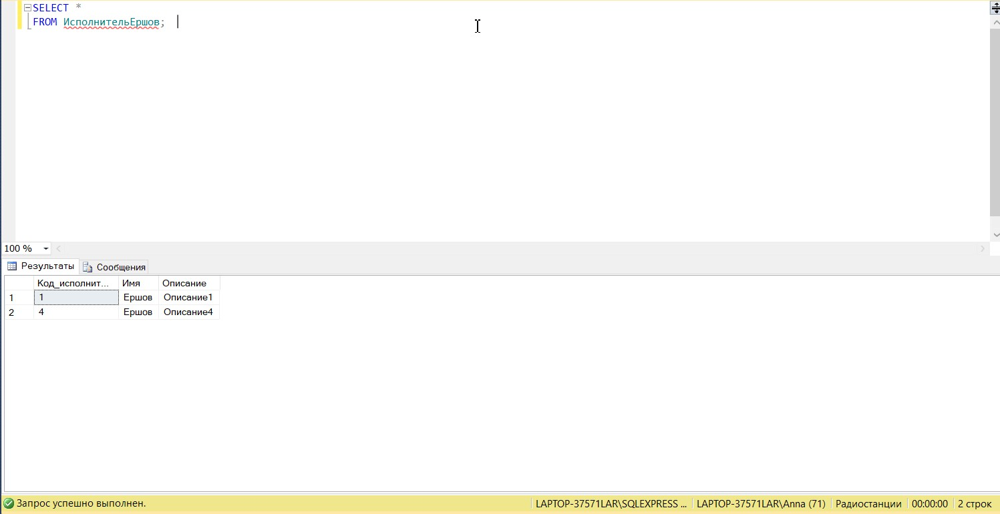 SELECT *
FROM ИсполнительЕршов;
100 %
Результаты Сообщения
Код_исполнит... Имя Описание
1 1 Ершов Описание1
2 4 Ершов Описание4
Запрос успешно выполнен. LAPTOP-37571LAR\SQLEXPRESS ... LAPTOP-37571LAR\Anna (71) Радиостанции 00:00:00 2 строк